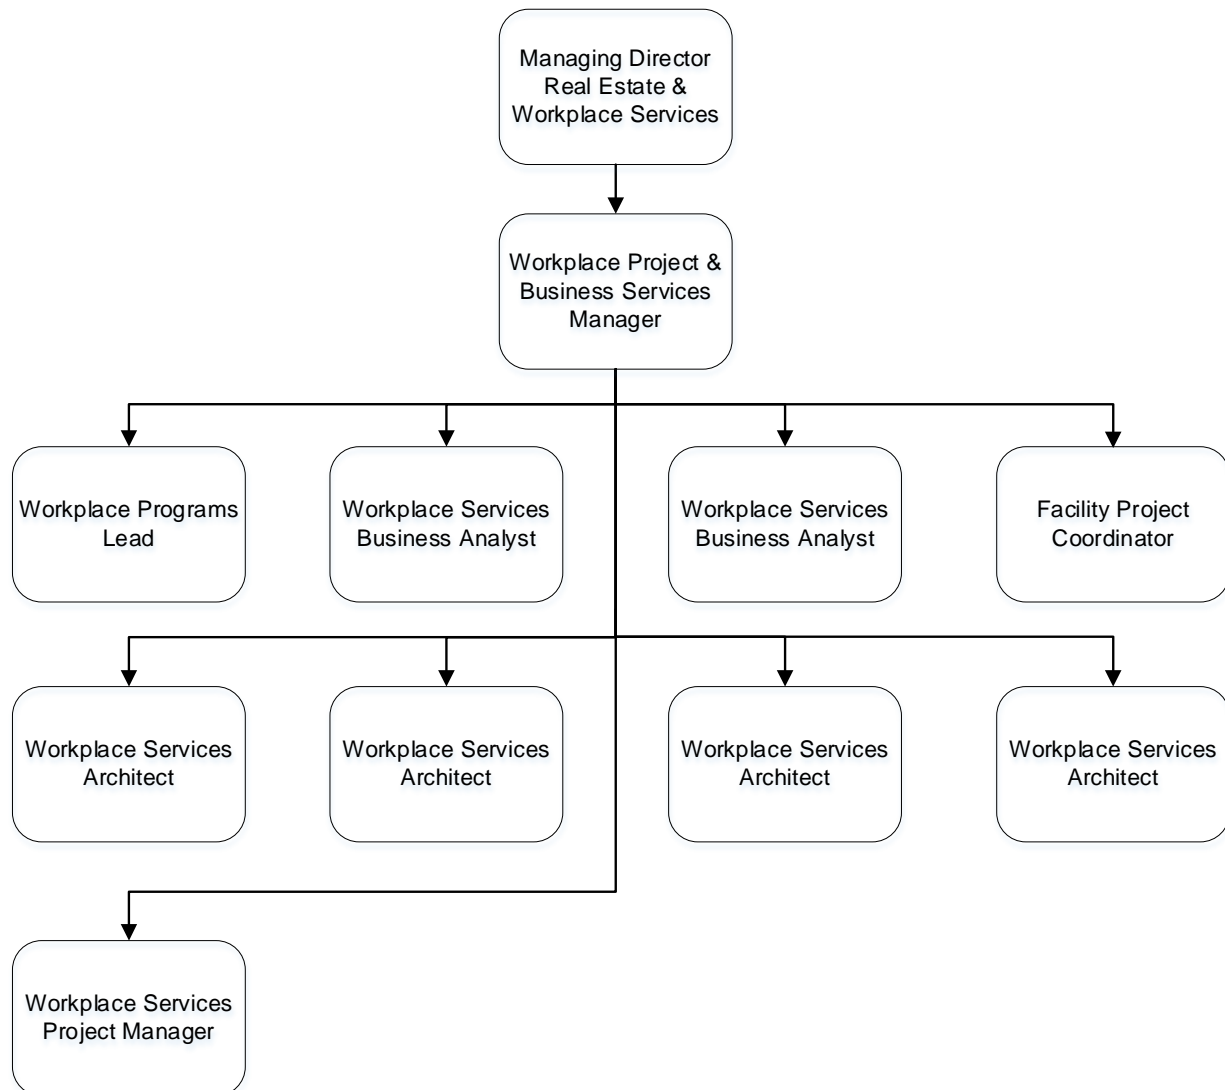 Managing Director
Real Estate &
Workplace Services
Workplace Project &
Business Services
Manager
Workplace Programs
Lead
Workplace Services
Business Analyst
Workplace Services
Business Analyst
Facility Project
Coordinator
Workplace Services
Architect
Workplace Services
Architect
Workplace Services
Architect
Workplace Services
Architect
Workplace Services
Project Manager